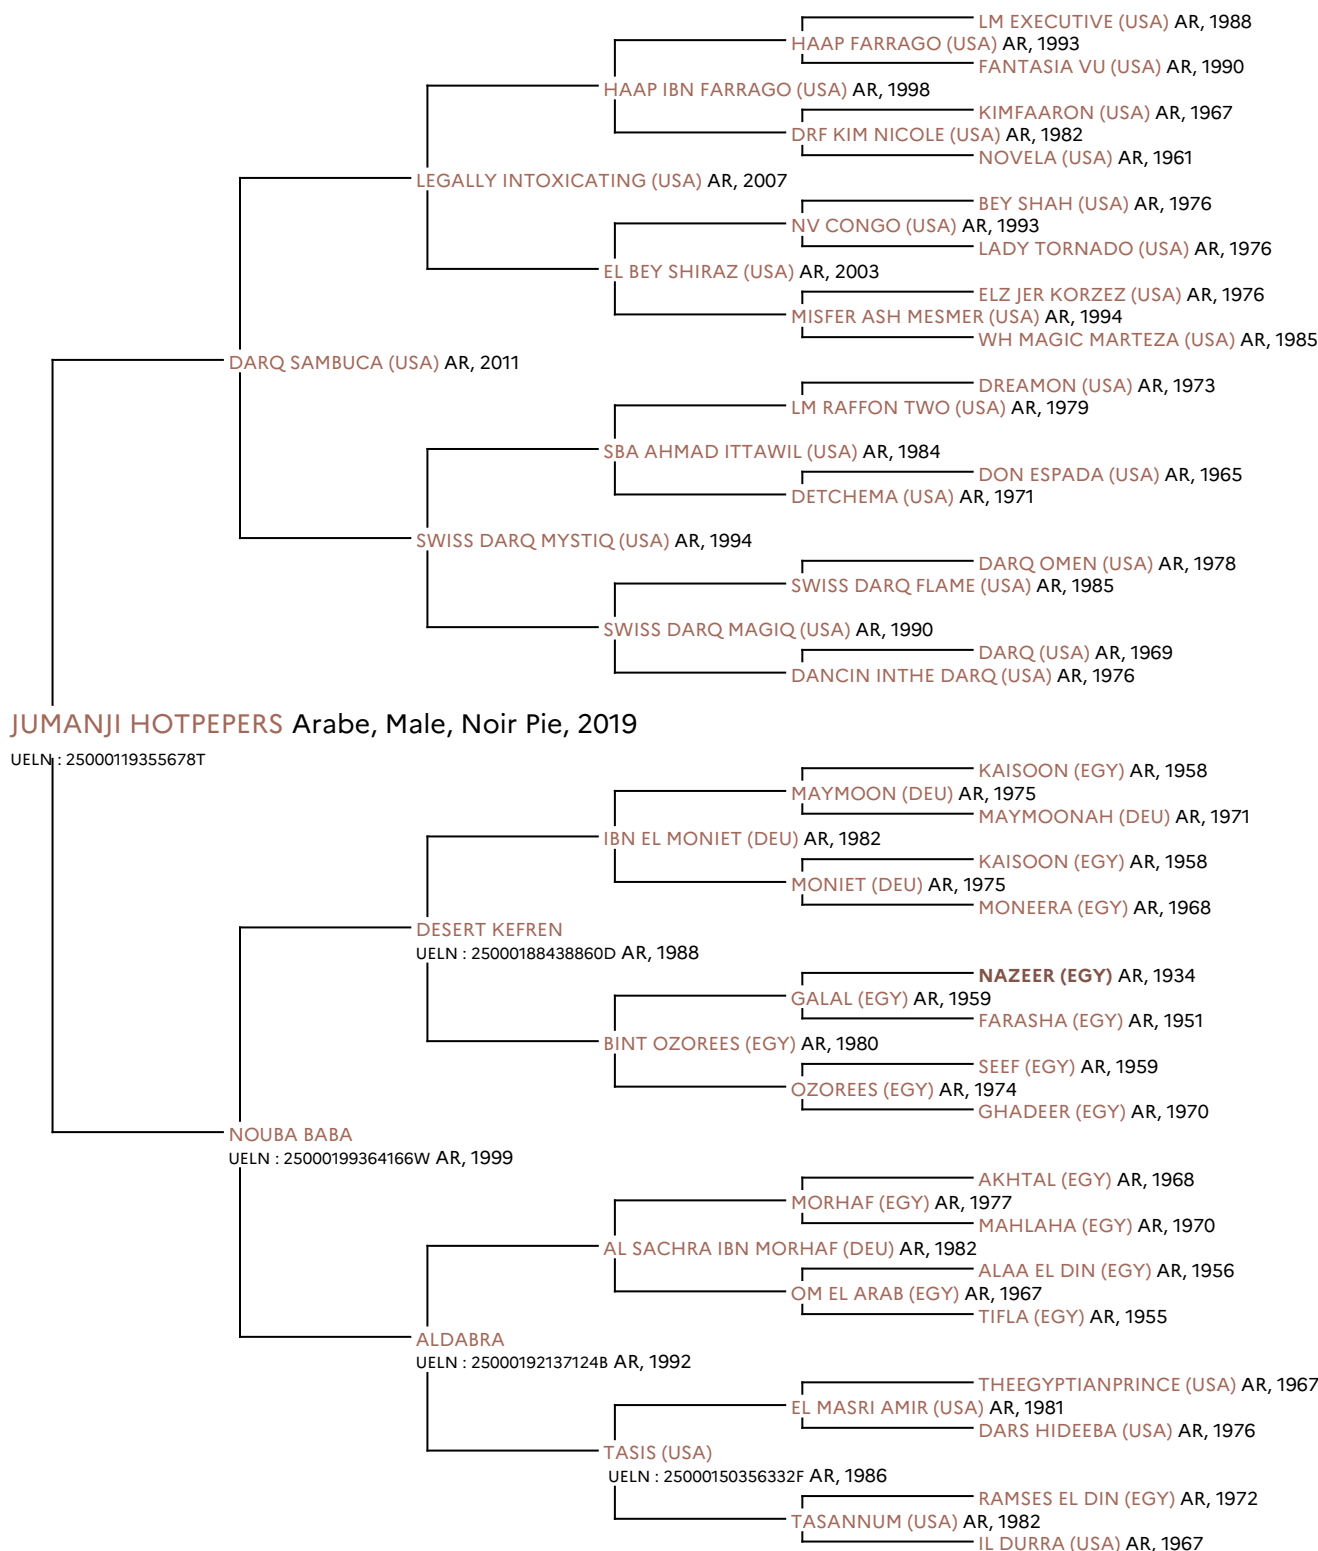 LM EXECUTIVE (USA) AR, 1988
HAAP FARRAGO (USA) AR, 1993
FANTASIA VU (USA) AR, 1990
HAAP IBN FARRAGO (USA) AR, 1998
KIMFAARON (USA) AR, 1967
DRF KIM NICOLE (USA) AR, 1982
NOVELA (USA) AR, 1961
LEGALLY INTOXICATING (USA) AR, 2007
BEY SHAH (USA) AR, 1976
NV CONGO (USA) AR, 1993
LADY TORNADO (USA) AR, 1976
EL BEY SHIRAZ (USA) AR, 2003
ELZ JER KORZEZ (USA) AR, 1976
MISFER ASH MESMER (USA) AR, 1994
WH MAGIC MARTEZA (USA) AR, 1985
DARQ SAMBUCA (USA) AR, 2011
DREAMON (USA) AR, 1973
LM RAFFON TWO (USA) AR, 1979
SBA AHMAD ITTAWIL (USA) AR, 1984
DON ESPADA (USA) AR, 1965
DETCHEMA (USA) AR, 1971
SWISS DARQ MYSTIQ (USA) AR, 1994
DARQ OMEN (USA) AR, 1978
SWISS DARQ FLAME (USA) AR, 1985
SWISS DARQ MAGIQ (USA) AR, 1990
DARQ (USA) AR, 1969
DANCIN INTHE DARQ (USA) AR, 1976
JUMANJI HOTPEPERS Arabe, Male, Noir Pie, 2019
UELN : 25000119355678T
KAISOON (EGY) AR, 1958
MAYMOON (DEU) AR, 1975
MAYMOONAH (DEU) AR, 1971
IBN EL MONIET (DEU) AR, 1982
KAISOON (EGY) AR, 1958
MONIET (DEU) AR, 1975
MONEERA (EGY) AR, 1968
DESERT KEFREN
UELN : 25000188438860D AR, 1988
NAZEER (EGY) AR, 1934
GALAL (EGY) AR, 1959
FARASHA (EGY) AR, 1951
BINT OZOREES (EGY) AR, 1980
SEEF (EGY) AR, 1959
OZOREES (EGY) AR, 1974
GHADEER (EGY) AR, 1970
NOUBA BABA
UELN : 25000199364166W AR, 1999
AKHTAL (EGY) AR, 1968
MORHAF (EGY) AR, 1977
MAHLAHA (EGY) AR, 1970
AL SACHRA IBN MORHAF (DEU) AR, 1982
ALAA EL DIN (EGY) AR, 1956
OM EL ARAB (EGY) AR, 1967
TIFLA (EGY) AR, 1955
ALDABRA
UELN : 25000192137124B AR, 1992
THEEGYPTIANPRINCE (USA) AR, 1967
EL MASRI AMIR (USA) AR, 1981
DARS HIDEEBA (USA) AR, 1976
TASIS (USA)
UELN : 25000150356332F AR, 1986
RAMSES EL DIN (EGY) AR, 1972
TASANNUM (USA) AR, 1982
IL DURRA (USA) AR, 1967